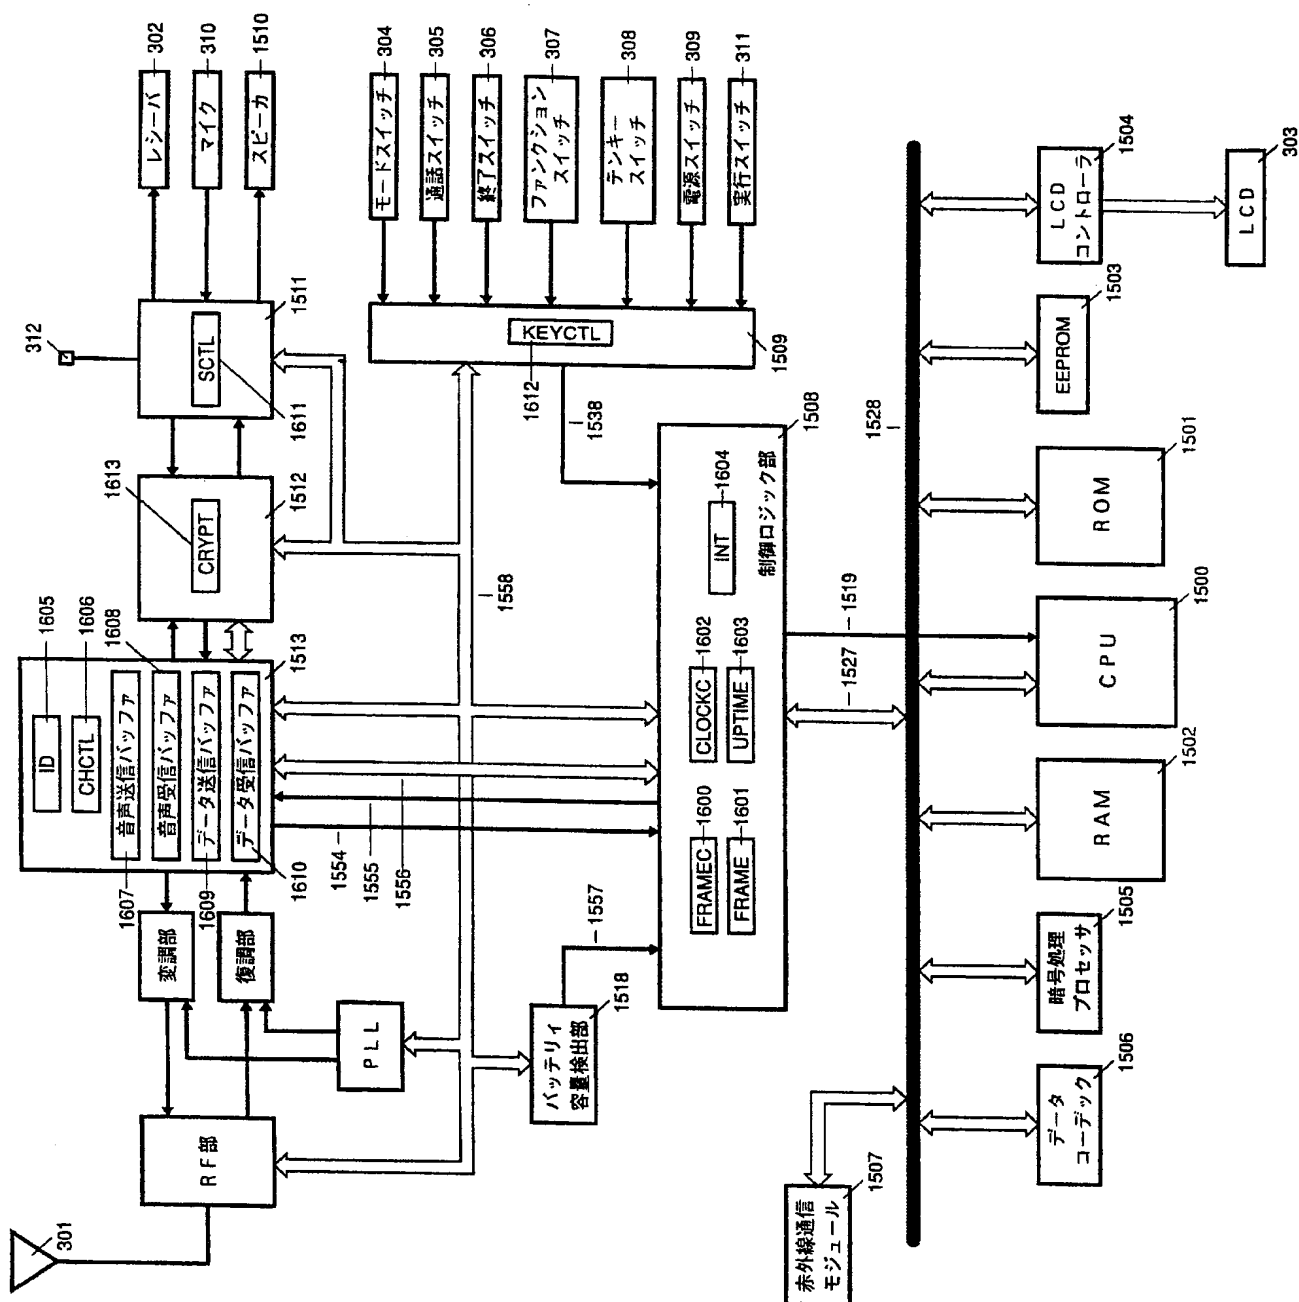 301
RF部
変調部
復調部
PLL
ID
1605
CHCTL
1606
音声送信バッファ
1607
音声受信バッファ
1608
データ送信バッファ
1609
データ受信バッファ
1610
1513
CRYPT
1613
1512
SCTL
1611
1511
312
レシーバ
302
マイク
310
スピーカ
1510
モードスイッチ
304
通話スイッチ
305
終了スイッチ
306
ファンクション
スイッチ
307
テンキー
スイッチ
308
電源スイッチ
309
実行スイッチ
311
KEYCTL
1612
1509
1538
1558
1554
1555
1556
1557
バッテリィ
容量検出部
1518
FRAMEC
1600
FRAME
1601
CLOCKC
1602
UPTIME
1603
INT
1604
制御ロジック部
1508
1519
1527
1528
赤外線通信
モジュール
1507
データ
コーデック
1506
暗号処理
プロセッサ
1505
RAM
1502
CPU
1500
ROM
1501
EEPROM
1503
LCD
コントローラ
1504
LCD
303